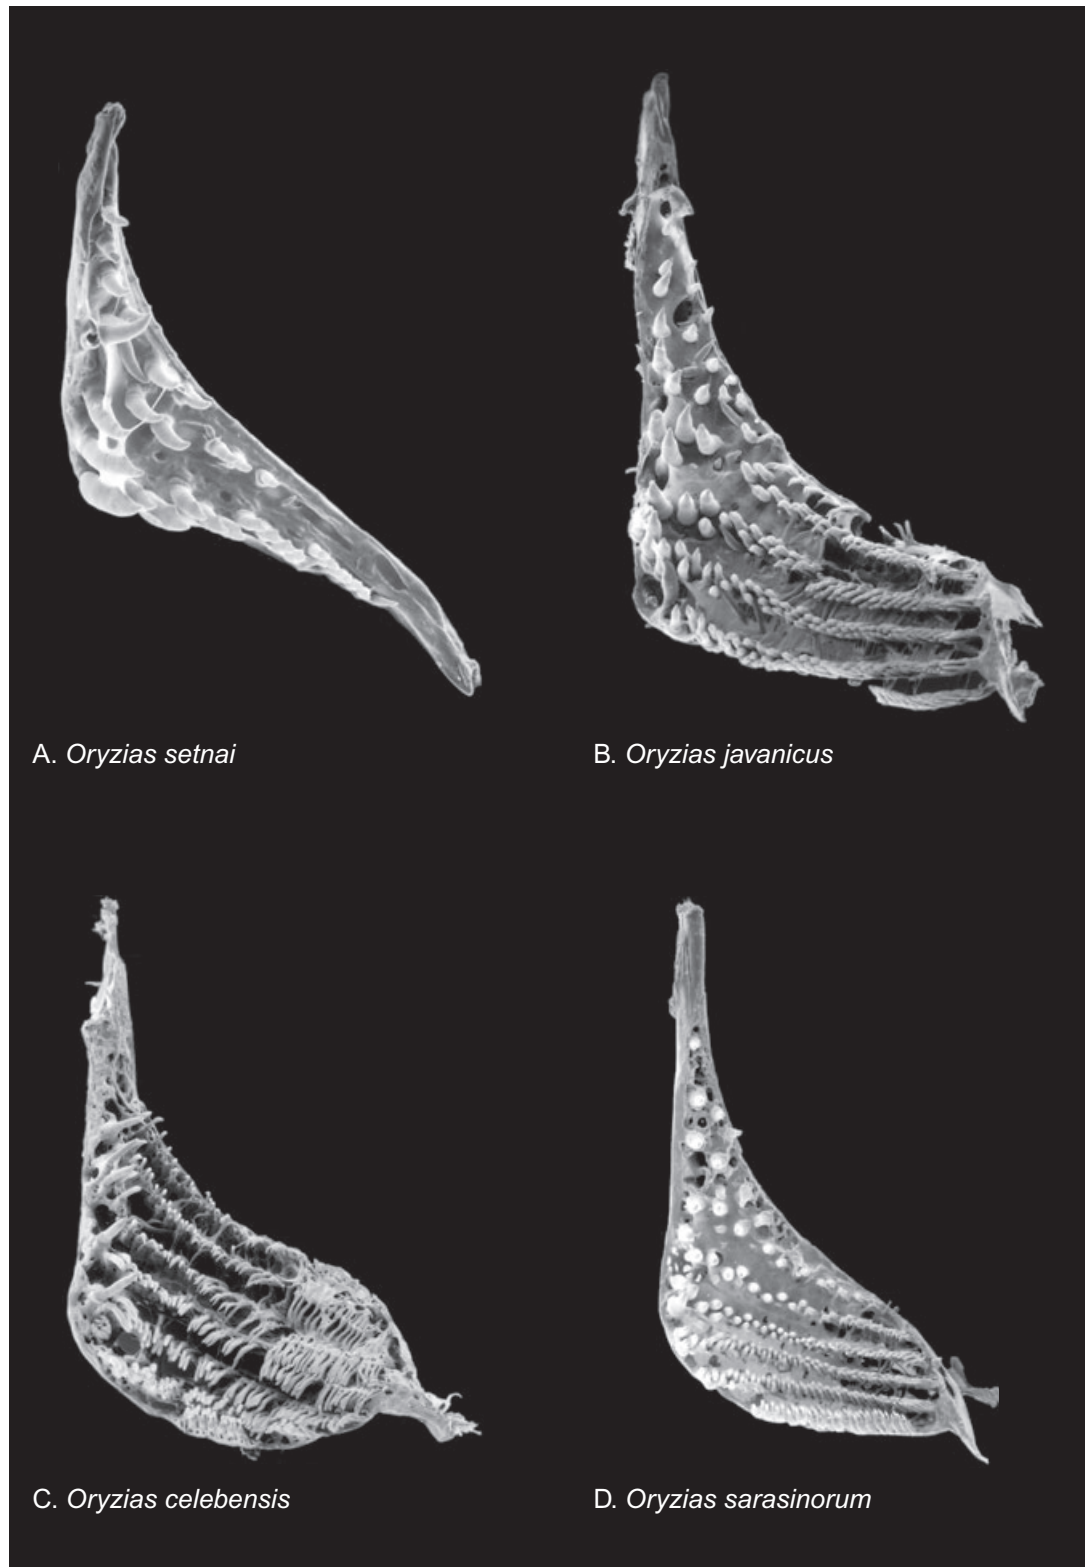 A. Oryzias setnai
B. Oryzias javanicus
C. Oryzias celebensis
D. Oryzias sarasinorum